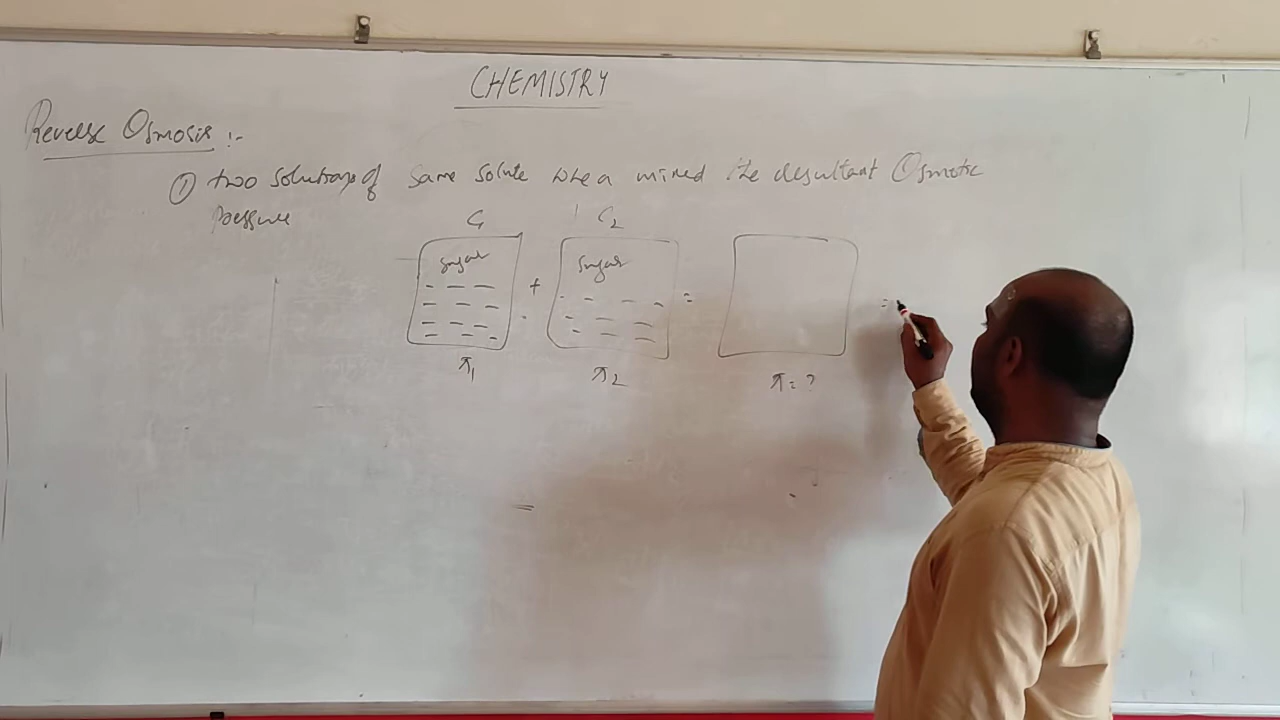 CHEMISTRY
Reverse Osmosis :-
① two solutions of same solute when mixed the resultant Osmotic
pressure
C₁ C₂
sugar + sugar = =
π₁ π₂ π = ?
=